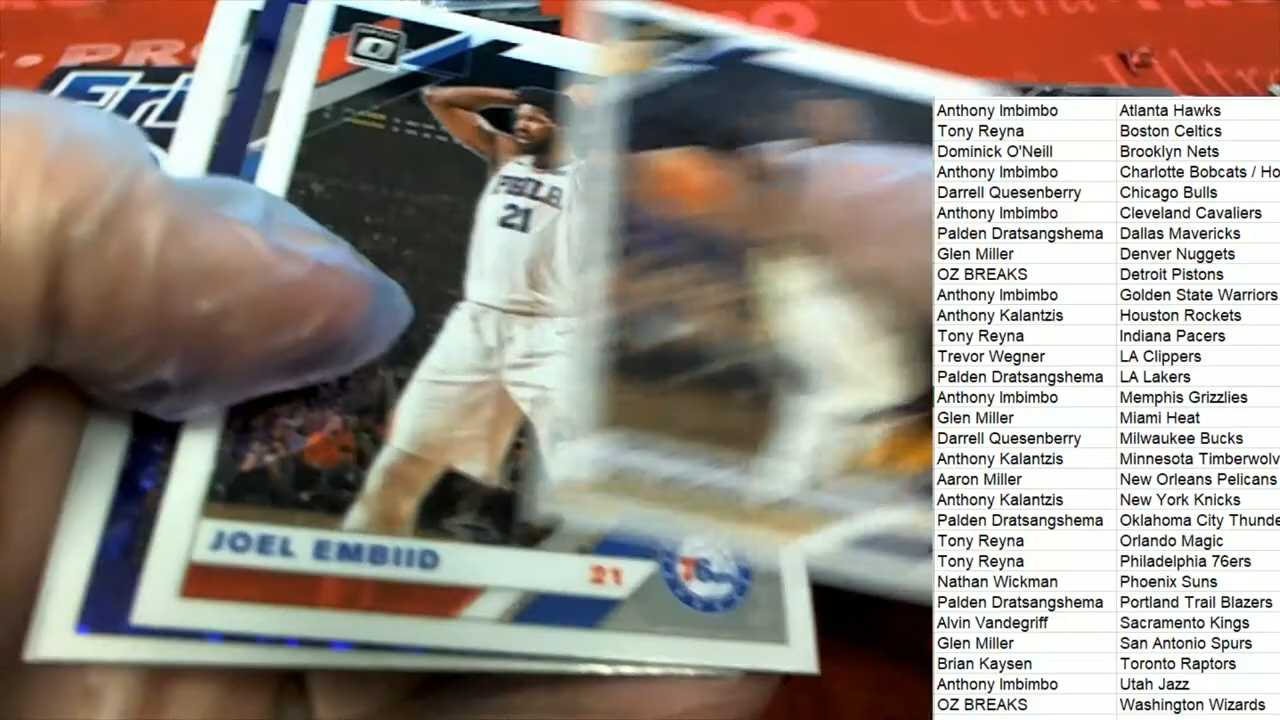 PR
Eri
PHILA
21
JOEL EMBIID
21
76ers
Anthony Imbimbo Atlanta Hawks
Tony Reyna Boston Celtics
Dominick O'Neill Brooklyn Nets
Anthony Imbimbo Charlotte Bobcats / Ho
Darrell Quesenberry Chicago Bulls
Anthony Imbimbo Cleveland Cavaliers
Palden Dratsangshema Dallas Mavericks
Glen Miller Denver Nuggets
OZ BREAKS Detroit Pistons
Anthony Imbimbo Golden State Warriors
Anthony Kalantzis Houston Rockets
Tony Reyna Indiana Pacers
Trevor Wegner LA Clippers
Palden Dratsangshema LA Lakers
Anthony Imbimbo Memphis Grizzlies
Glen Miller Miami Heat
Darrell Quesenberry Milwaukee Bucks
Anthony Kalantzis Minnesota Timberwolv
Aaron Miller New Orleans Pelicans
Anthony Kalantzis New York Knicks
Palden Dratsangshema Oklahoma City Thunde
Tony Reyna Orlando Magic
Tony Reyna Philadelphia 76ers
Nathan Wickman Phoenix Suns
Palden Dratsangshema Portland Trail Blazers
Alvin Vandegriff Sacramento Kings
Glen Miller San Antonio Spurs
Brian Kaysen Toronto Raptors
Anthony Imbimbo Utah Jazz
OZ BREAKS Washington Wizards